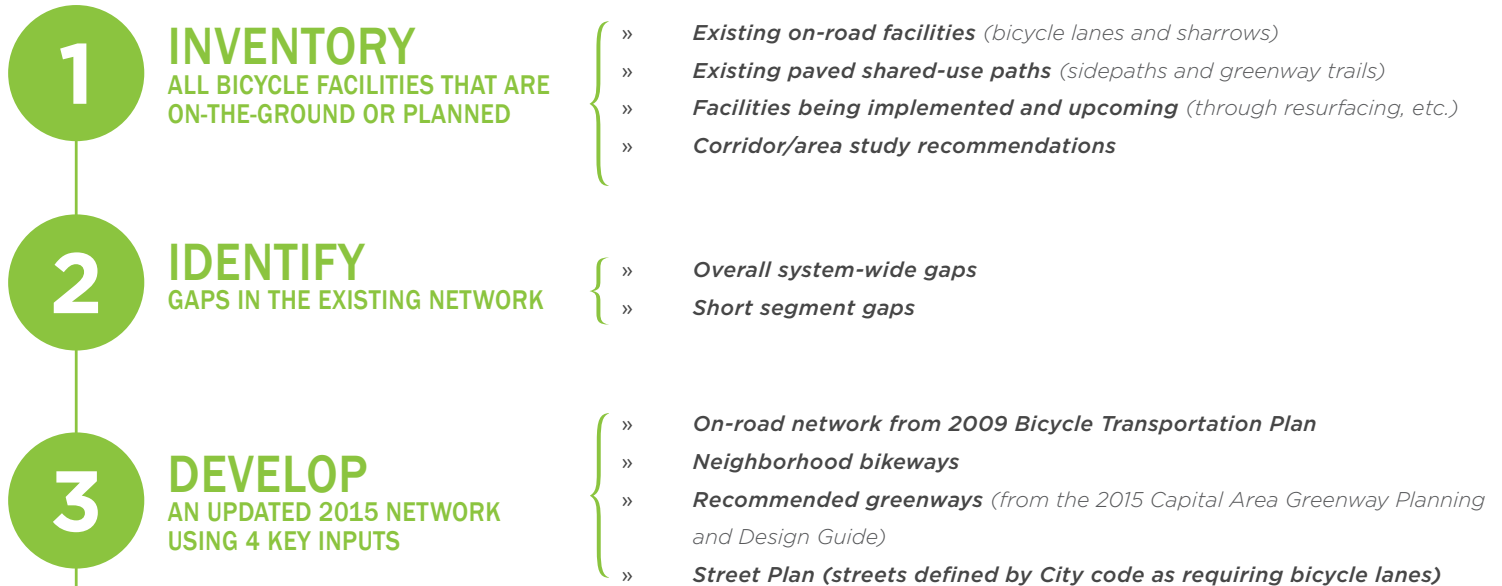 1
INVENTORY
ALL BICYCLE FACILITIES THAT ARE
ON-THE-GROUND OR PLANNED
» Existing on-road facilities (bicycle lanes and sharrows)
» Existing paved shared-use paths (sidepaths and greenway trails)
» Facilities being implemented and upcoming (through resurfacing, etc.)
» Corridor/area study recommendations
2
IDENTIFY
GAPS IN THE EXISTING NETWORK
» Overall system-wide gaps
» Short segment gaps
3
DEVELOP
AN UPDATED 2015 NETWORK
USING 4 KEY INPUTS
» On-road network from 2009 Bicycle Transportation Plan
» Neighborhood bikeways
» Recommended greenways (from the 2015 Capital Area Greenway Planning
and Design Guide)
» Street Plan (streets defined by City code as requiring bicycle lanes)